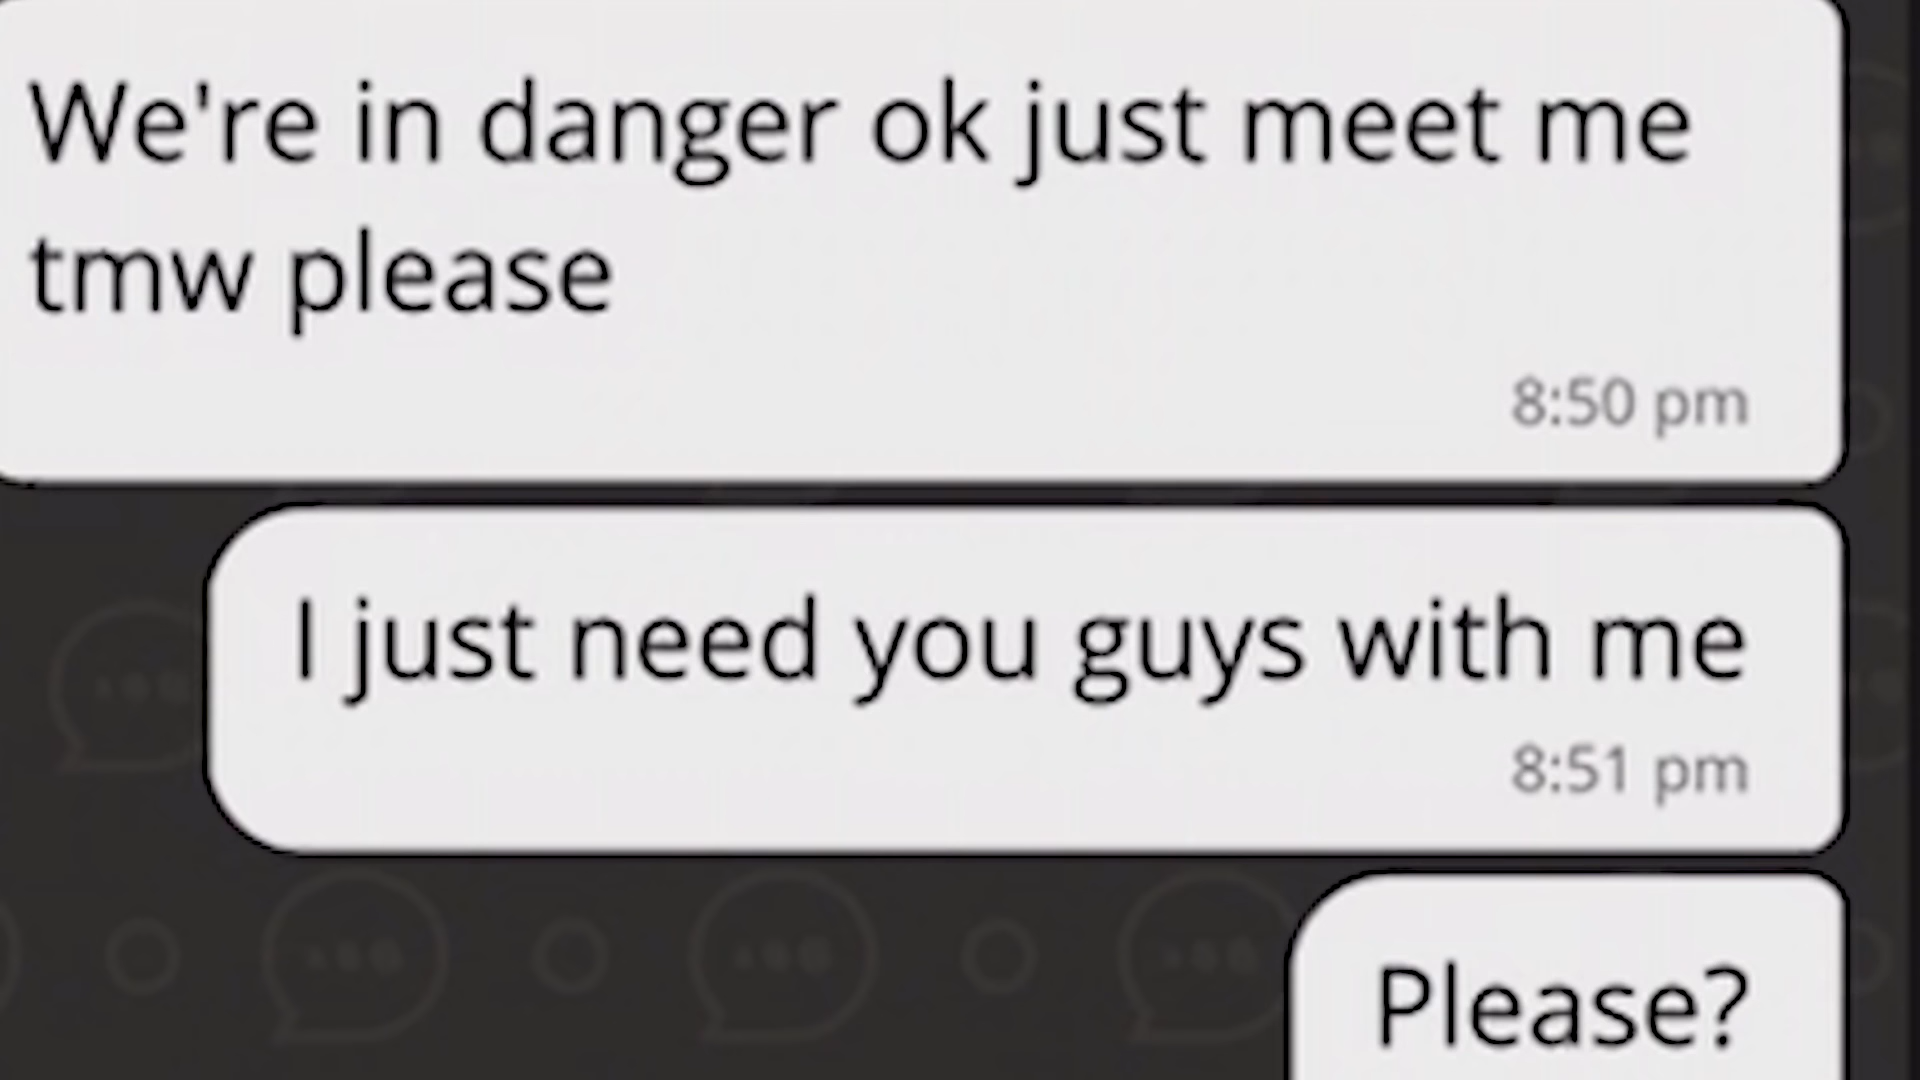 We're in danger ok just meet me
tmw please
8:50 pm
I just need you guys with me
8:51 pm
Please?